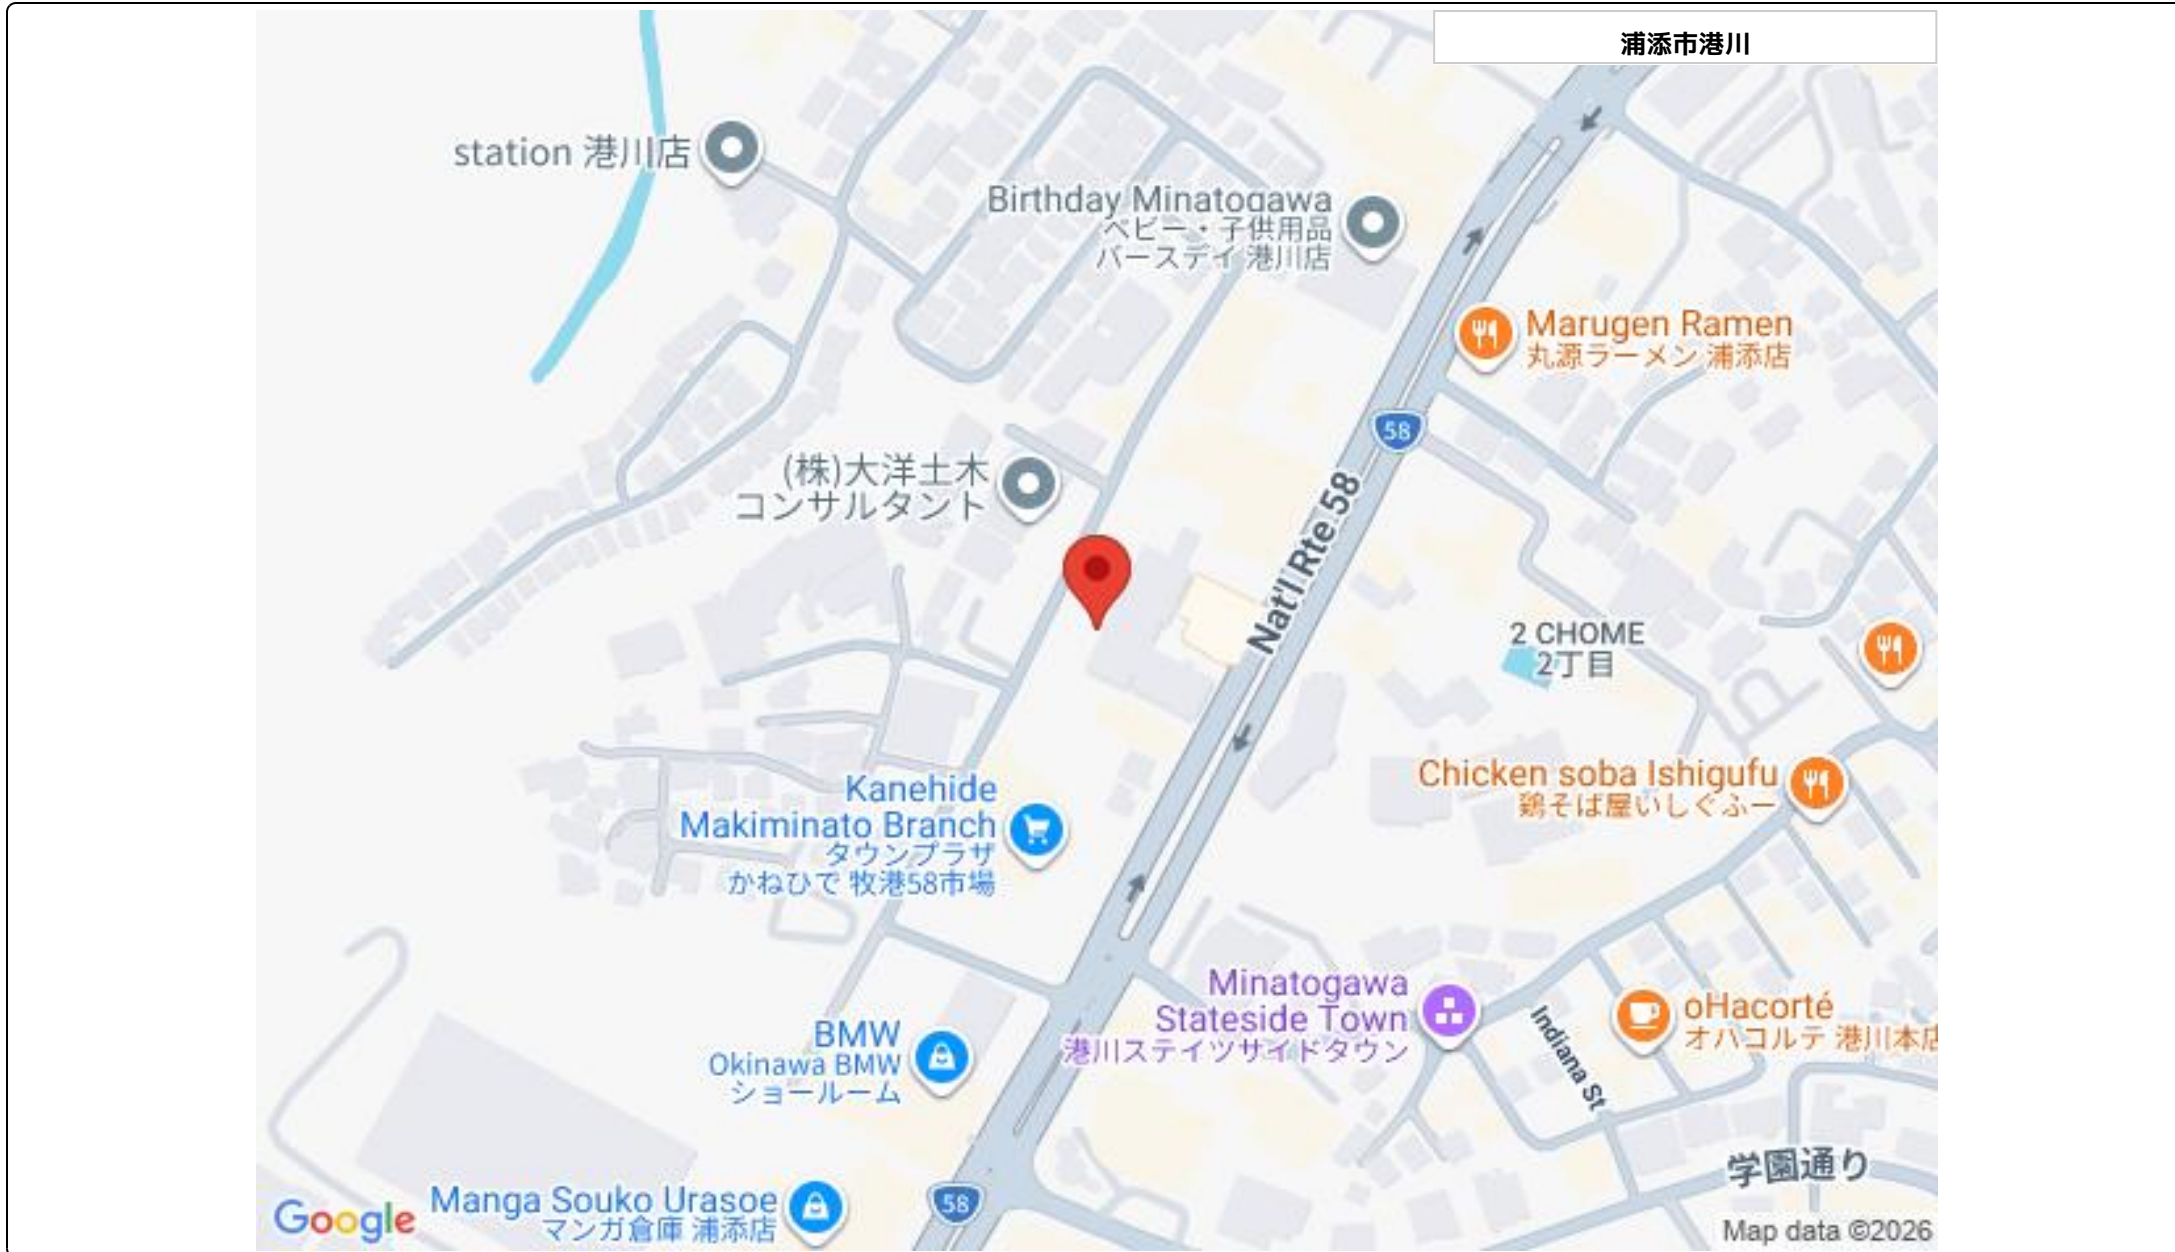 浦添市港川
station 港川店
Birthday Minatogawa
ベビー・子供用品
バースデイ 港川店
Marugen Ramen
丸源ラーメン 浦添店
58
(株)大洋土木
コンサルタント
Nat'l Rte 58
2 CHOME
2丁目
Kanehide
Makiminato Branch
タウンプラザ
かねひで 牧港58市場
Chicken soba Ishigufu
鶏そば屋いしぐふー
Minatogawa
Stateside Town
港川ステイツサイドタウン
oHacorté
オハコルテ 港川本店
Indiana St
BMW
Okinawa BMW
ショールーム
学園通り
Manga Souko Urasoe
マンガ倉庫 浦添店
58
Google
Map data ©2026